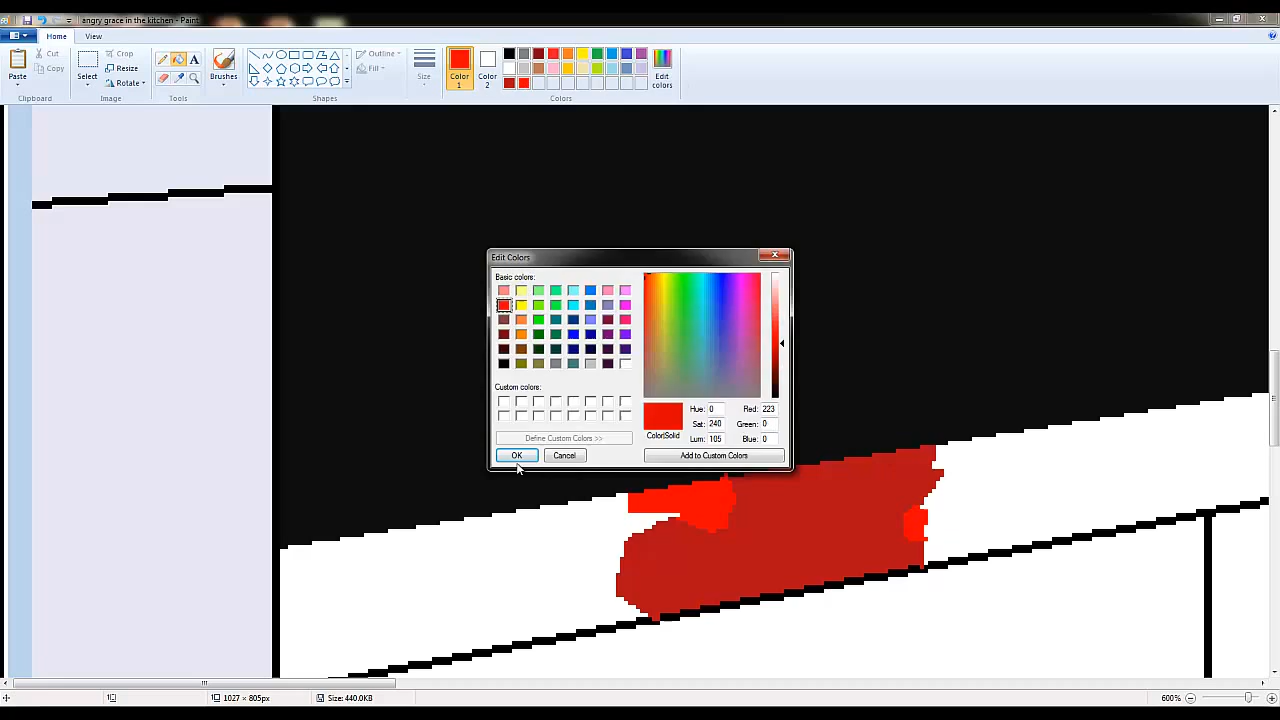 angry grace in the kitchen - Paint
Home View
Paste
Cut
Copy
Clipboard
Select
Crop
Resize
Rotate
Image
A
Tools
Brushes
Outline
Fill
Shapes
Size
Color 1
Color 2
Edit colors
Colors
Edit Colors
Basic colors:
Custom colors:
Define Custom Colors >>
OK Cancel
Color|Solid
Hue: 0 Red: 223
Sat: 240 Green: 0
Lum: 105 Blue: 0
Add to Custom Colors
1027 × 805px
Size: 440.0KB
600%